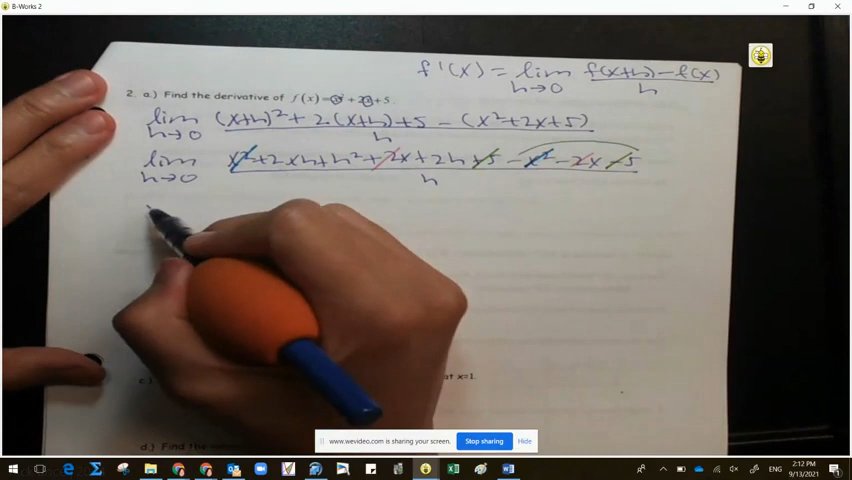 B-Works 2
f'(x) = lim h→0 f(x+h) - f(x) / h
2. a.) Find the derivative of f(x) = x² + 2x + 5.
lim h→0 (x+h)² + 2(x+h) + 5 - (x² + 2x + 5) / h
lim h→0 x² + 2xh + h² + 2x + 2h + 5 - x² - 2x - 5 / h
at x=1.
d.) Find the
www.wevideo.com is sharing your screen. Stop sharing Hide
2:12 PM
9/13/2021